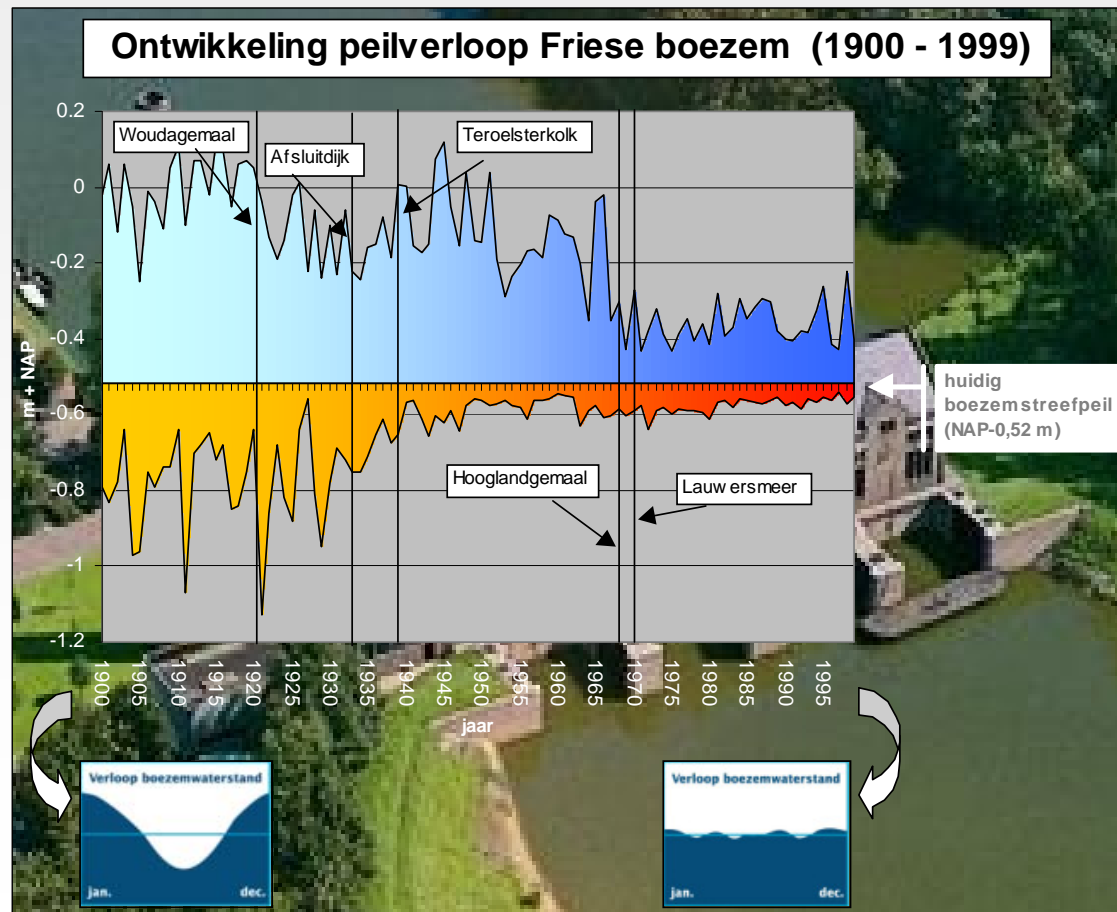 Ontwikkeling peilverloop Friese boezem (1900 - 1999)
0.2
0
-0.2
-0.4
-0.6
-0.8
-1
-1.2
m + NAP
Woudagemaal
Afsluitdijk
Teroelsterkolk
Hooglandgemaal
Lauwersmeer
huidig
boezemstreefpeil
(NAP-0,52 m)
1900
1905
1910
1915
1920
1925
1930
1935
1940
1945
1950
1955
1960
1965
1970
1975
1980
1985
1990
1995
jaar
Verloop boezemwaterstand
jan. dec.
Verloop boezemwaterstand
jan. dec.